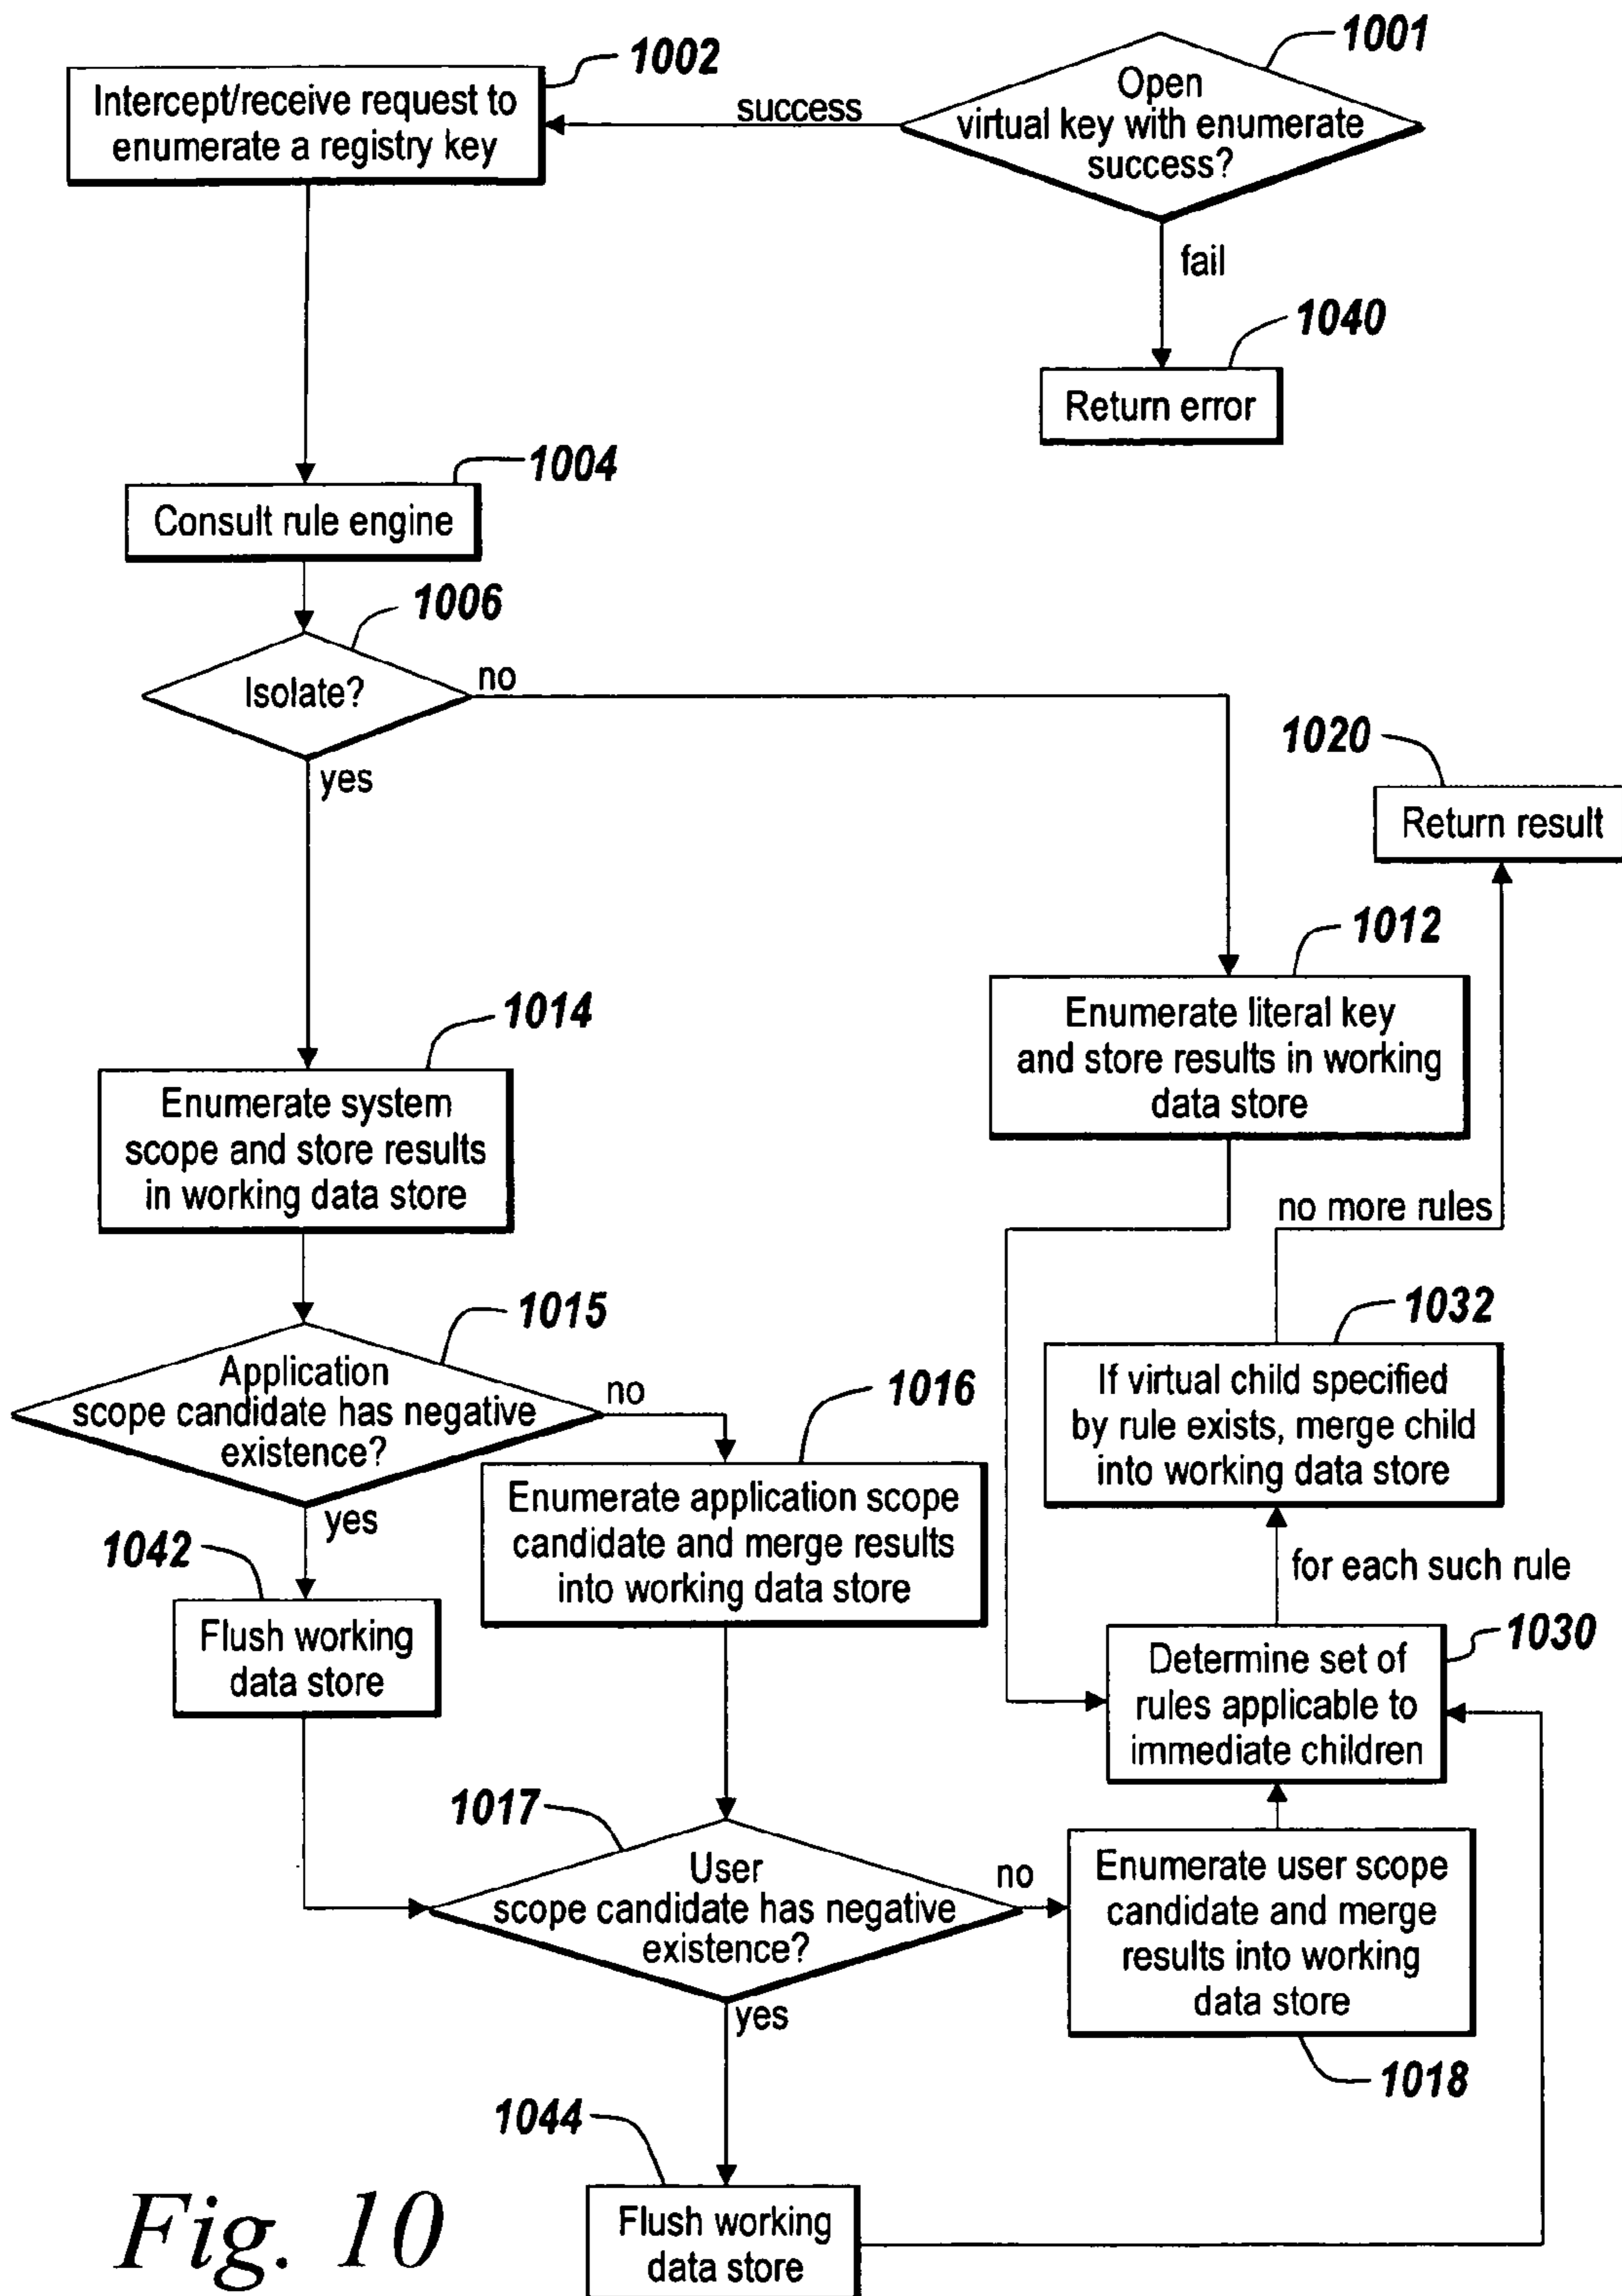 1002
1001
Intercept/receive request to
enumerate a registry key
success
Open
virtual key with enumerate
success?
fail
1040
Return error
1004
Consult rule engine
1006
Isolate?
no
yes
1020
Return result
1012
Enumerate literal key
and store results in working
data store
1014
Enumerate system
scope and store results
in working data store
no more rules
1015
Application
scope candidate has negative
existence?
no
yes
1016
Enumerate application scope
candidate and merge results
into working data store
1032
If virtual child specified
by rule exists, merge child
into working data store
for each such rule
1042
Flush working
data store
1030
Determine set of
rules applicable to
immediate children
1017
User
scope candidate has negative
existence?
no
yes
Enumerate user scope
candidate and merge
results into working
data store
1018
1044
Flush working
data store
Fig. 10